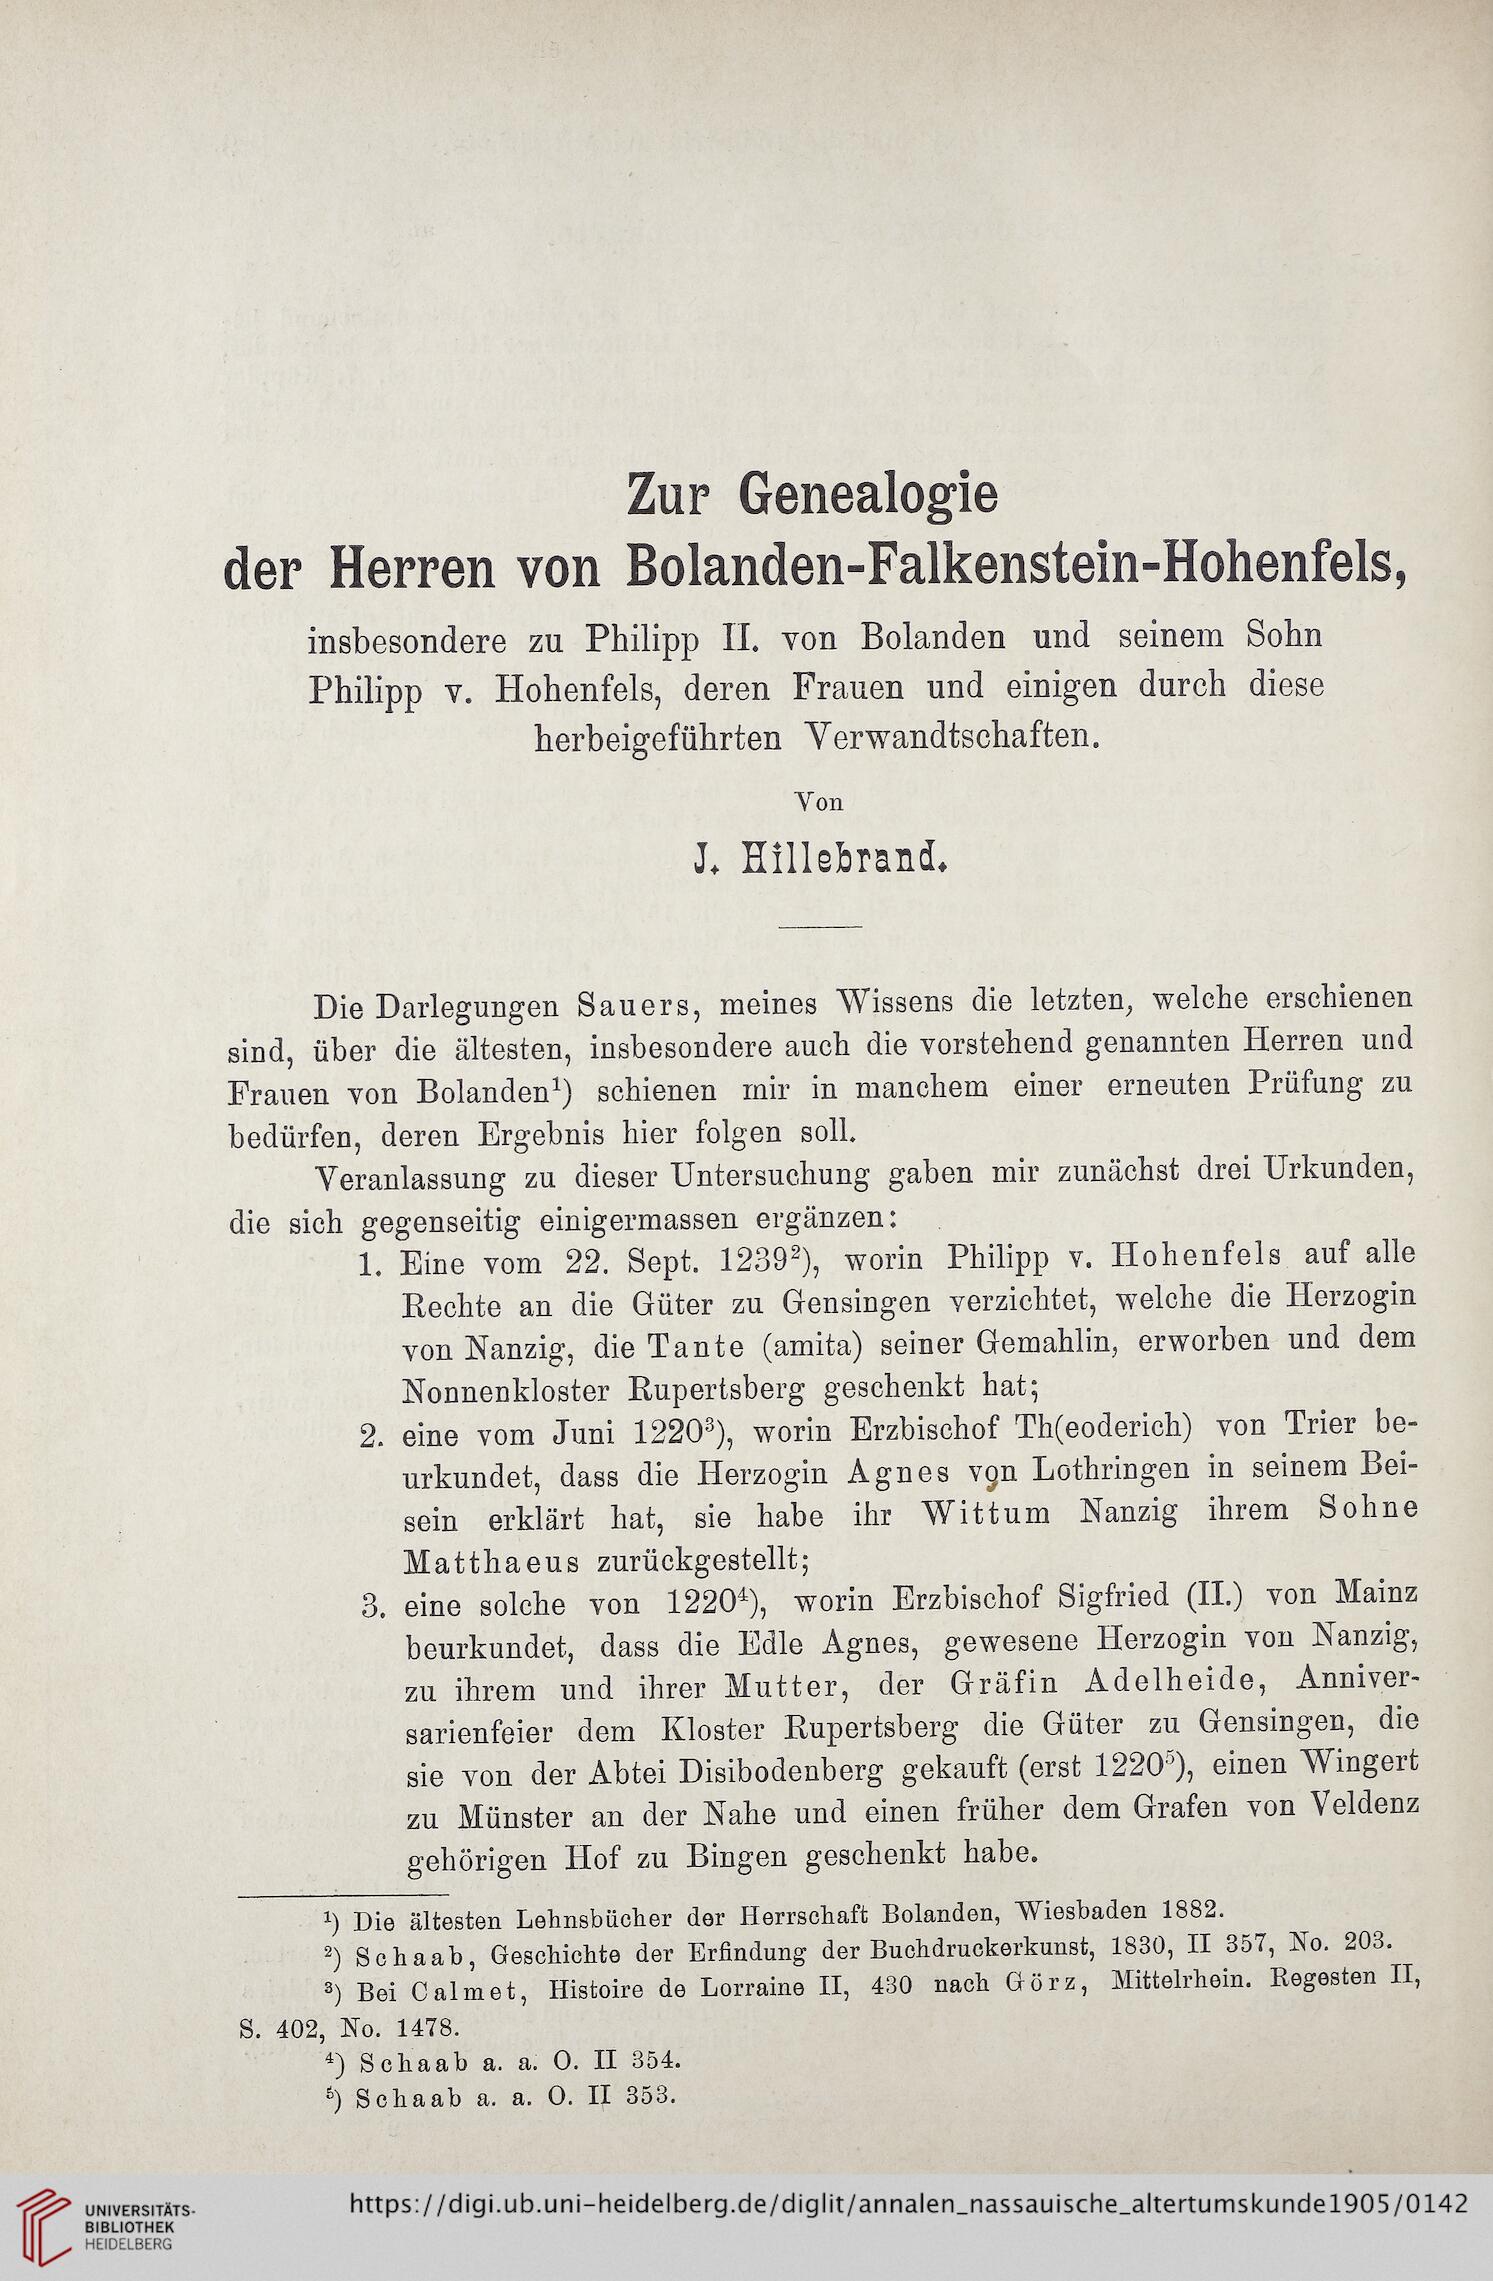 Zur Genealogie
der Herren von Bolanden-Falkenstein-Hohenfels,
insbesondere zu Philipp II. von Bolanden und seinem Sohn
Philipp v. Hohenfels, deren Frauen und einigen durch diese
herbeigeführten Verwandtschaften.
Von
J. Hillebrand.
Die Darlegungen Sauers, meines Wissens die letzten, welche erschienen
sind, über die ältesten, insbesondere auch die vorstehend genannten Herren und
Frauen von Bolanden¹) schienen mir in manchem einer erneuten Prüfung zu
bedürfen, deren Ergebnis hier folgen soll.
Veranlassung zu dieser Untersuchung gaben mir zunächst drei Urkunden,
die sich gegenseitig einigermassen ergänzen:
1. Eine vom 22. Sept. 1239²), worin Philipp v. Hohenfels auf alle
Rechte an die Güter zu Gensingen verzichtet, welche die Herzogin
von Nanzig, die Tante (amita) seiner Gemahlin, erworben und dem
Nonnenkloster Rupertsberg geschenkt hat;
2. eine vom Juni 1220³), worin Erzbischof Th(eoderich) von Trier be-
urkundet, dass die Herzogin Agnes von Lothringen in seinem Bei-
sein erklärt hat, sie habe ihr Wittum Nanzig ihrem Sohne
Matthaeus zurückgestellt;
3. eine solche von 1220⁴), worin Erzbischof Sigfried (II.) von Mainz
beurkundet, dass die Edle Agnes, gewesene Herzogin von Nanzig,
zu ihrem und ihrer Mutter, der Gräfin Adelheide, Anniver-
sarienfeier dem Kloster Rupertsberg die Güter zu Gensingen, die
sie von der Abtei Disibodenberg gekauft (erst 1220⁵), einen Wingert
zu Münster an der Nahe und einen früher dem Grafen von Veldenz
gehörigen Hof zu Bingen geschenkt habe.
¹) Die ältesten Lehnsbücher der Herrschaft Bolanden, Wiesbaden 1882.
²) Schaab, Geschichte der Erfindung der Buchdruckerkunst, 1830, II 357, No. 203.
³) Bei Calmet, Histoire de Lorraine II, 430 nach Görz, Mittelrhein. Regesten II,
S. 402, No. 1478.
⁴) Schaab a. a. O. II 354.
⁵) Schaab a. a. O. II 353.
UNIVERSITÄTS-
BIBLIOTHEK
HEIDELBERG
https://digi.ub.uni-heidelberg.de/diglit/annalen_nassauische_altertumskunde1905/0142